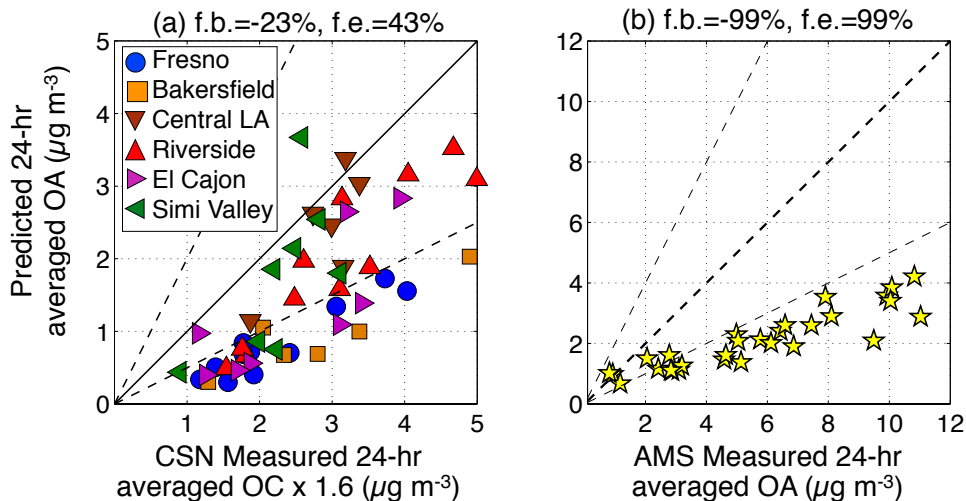 (a) f.b.=-23%, f.e.=43%
(b) f.b.=-99%, f.e.=99%
Predicted 24-hr
averaged OA (μg m-3)
5
4
3
2
1
0
Fresno
Bakersfield
Central LA
Riverside
El Cajon
Simi Valley
1 2 3 4 5
CSN Measured 24-hr
averaged OC x 1.6 (μg m-3)
12
10
8
6
4
2
0
0 2 4 6 8 10 12
AMS Measured 24-hr
averaged OA (μg m-3)